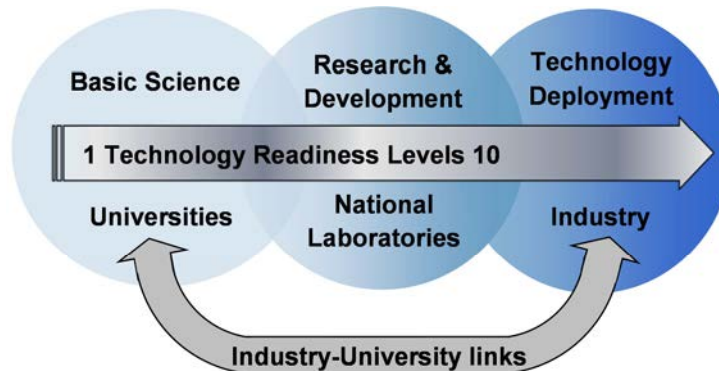 Basic Science
Research &
Development
Technology
Deployment
1 Technology Readiness Levels 10
Universities
National
Laboratories
Industry
Industry-University links